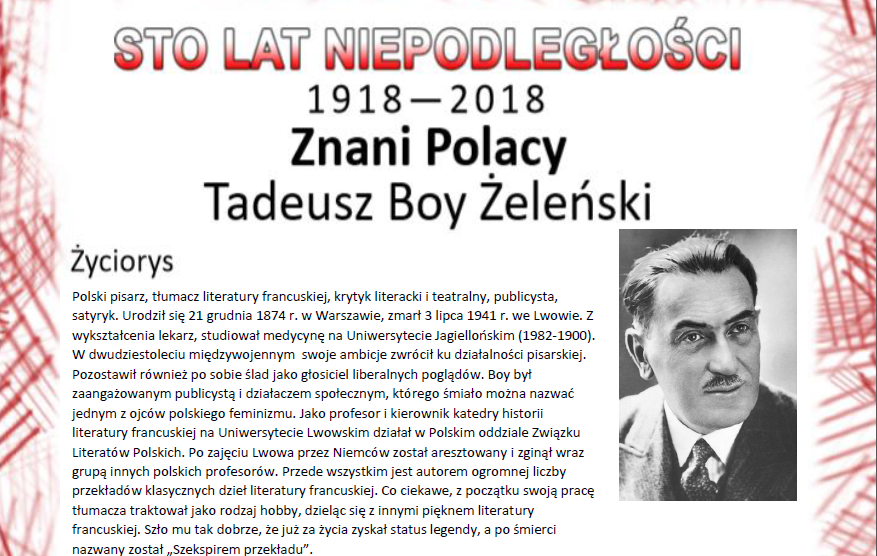 STO LAT NIEPODLEGŁOŚCI
1918—2018
Znani Polacy
Tadeusz Boy Żeleński
Życiorys
Polski pisarz, tłumacz literatury francuskiej, krytyk literacki i teatralny, publicysta,
satyryk. Urodził się 21 grudnia 1874 r. w Warszawie, zmarł 3 lipca 1941 r. we Lwowie. Z
wykształcenia lekarz, studiował medycynę na Uniwersytecie Jagiellońskim (1982-1900).
W dwudziestoleciu międzywojennym  swoje ambicje zwrócił ku działalności pisarskiej.
Pozostawił również po sobie ślad jako głosiciel liberalnych poglądów. Boy był
zaangażowanym publicystą i działaczem społecznym, którego śmiało można nazwać
jednym z ojców polskiego feminizmu. Jako profesor i kierownik katedry historii
literatury francuskiej na Uniwersytecie Lwowskim działał w Polskim oddziale Związku
Literatów Polskich. Po zajęciu Lwowa przez Niemców został aresztowany i zginął wraz
grupą innych polskich profesorów. Przede wszystkim jest autorem ogromnej liczby
przekładów klasycznych dzieł literatury francuskiej. Co ciekawe, z początku swoją pracę
tłumacza traktował jako rodzaj hobby, dzieląc się z innymi pięknem literatury
francuskiej. Szło mu tak dobrze, że już za życia zyskał status legendy, a po śmierci
nazwany został „Szekspirem przekładu”.